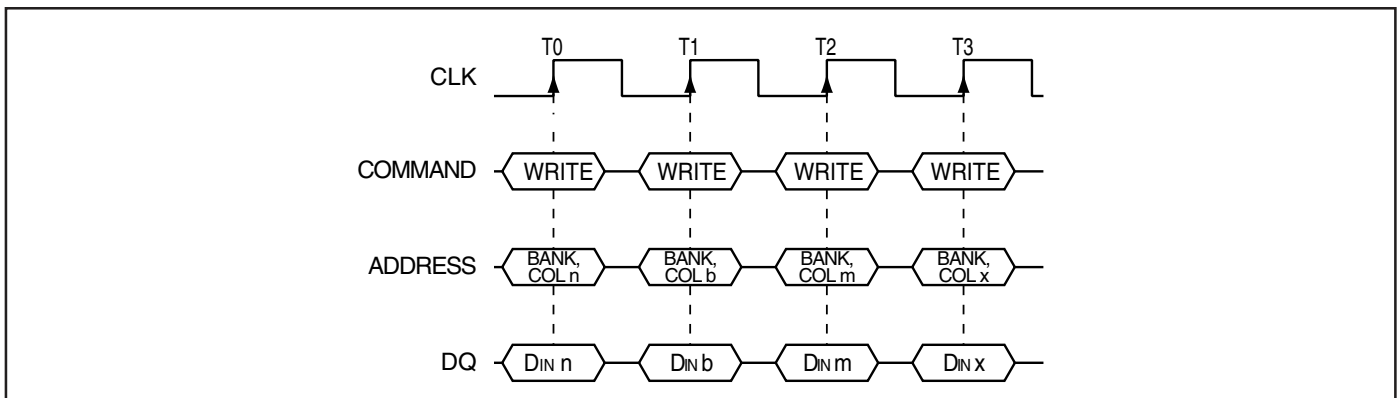 T0 T1 T2 T3
CLK
COMMAND WRITE WRITE WRITE WRITE
ADDRESS BANK, COL n BANK, COL b BANK, COL m BANK, COL x
DQ DIN n DIN b DIN m DIN x